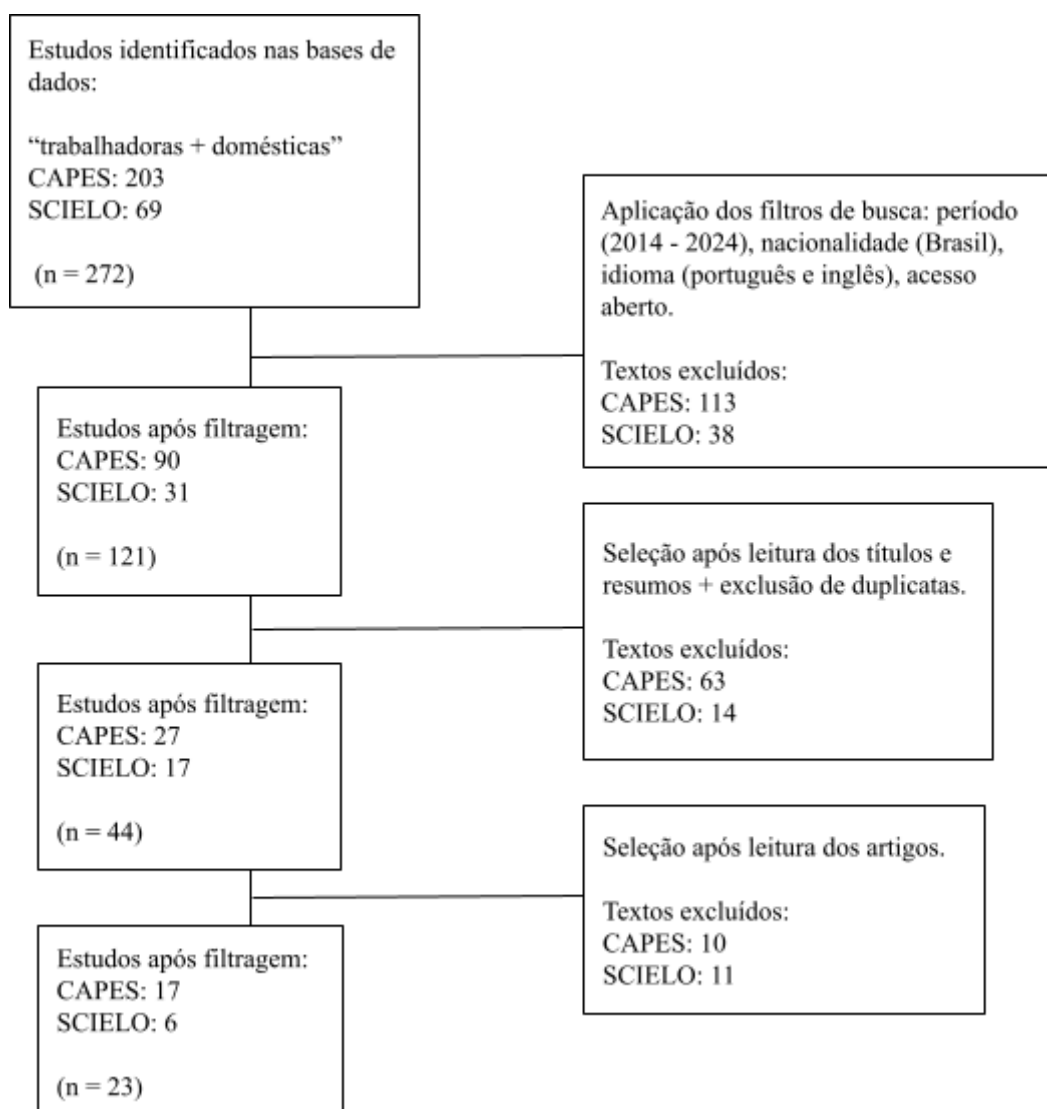 Estudos identificados nas bases de
dados:
“trabalhadoras + domésticas”
CAPES: 203
SCIELO: 69
(n = 272)
Aplicação dos filtros de busca: período
(2014 - 2024), nacionalidade (Brasil),
idioma (português e inglês), acesso
aberto.
Textos excluídos:
CAPES: 113
SCIELO: 38
Estudos após filtragem:
CAPES: 90
SCIELO: 31
(n = 121)
Seleção após leitura dos títulos e
resumos + exclusão de duplicatas.
Textos excluídos:
CAPES: 63
SCIELO: 14
Estudos após filtragem:
CAPES: 27
SCIELO: 17
(n = 44)
Seleção após leitura dos artigos.
Textos excluídos:
CAPES: 10
SCIELO: 11
Estudos após filtragem:
CAPES: 17
SCIELO: 6
(n = 23)